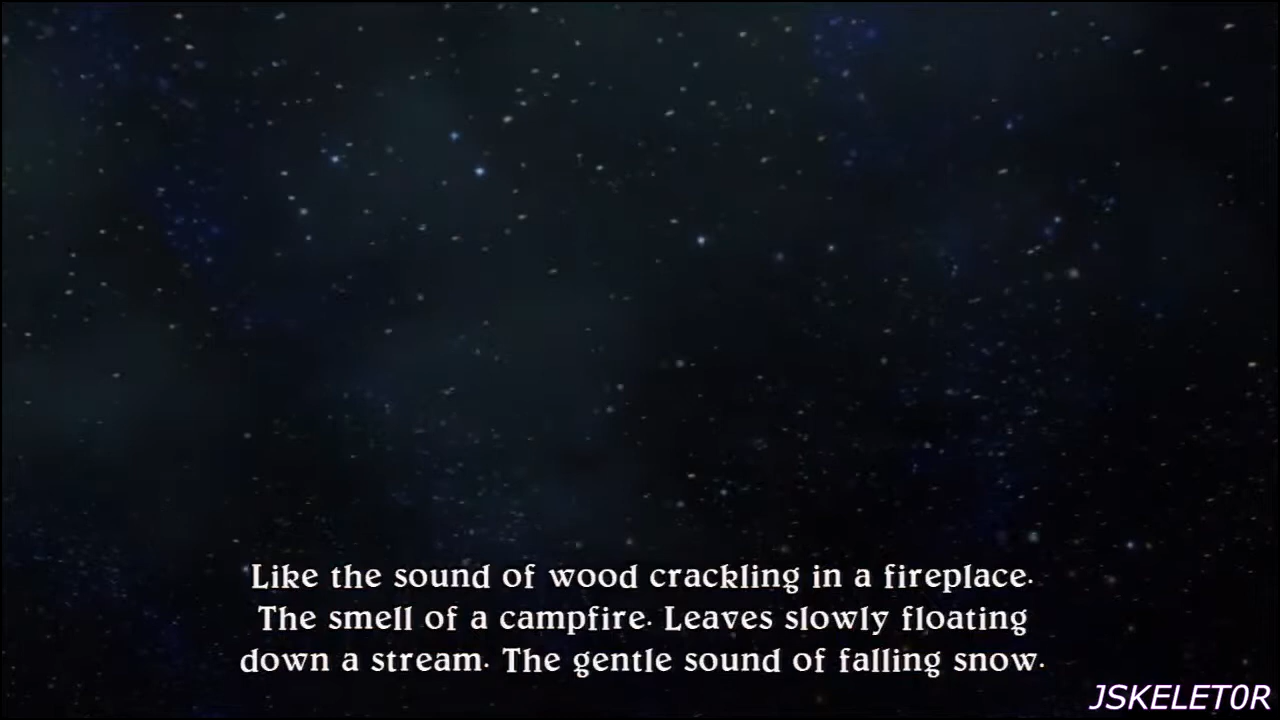 Like the sound of wood crackling in a fireplace.
The smell of a campfire. Leaves slowly floating
down a stream. The gentle sound of falling snow.
JSKELET0R